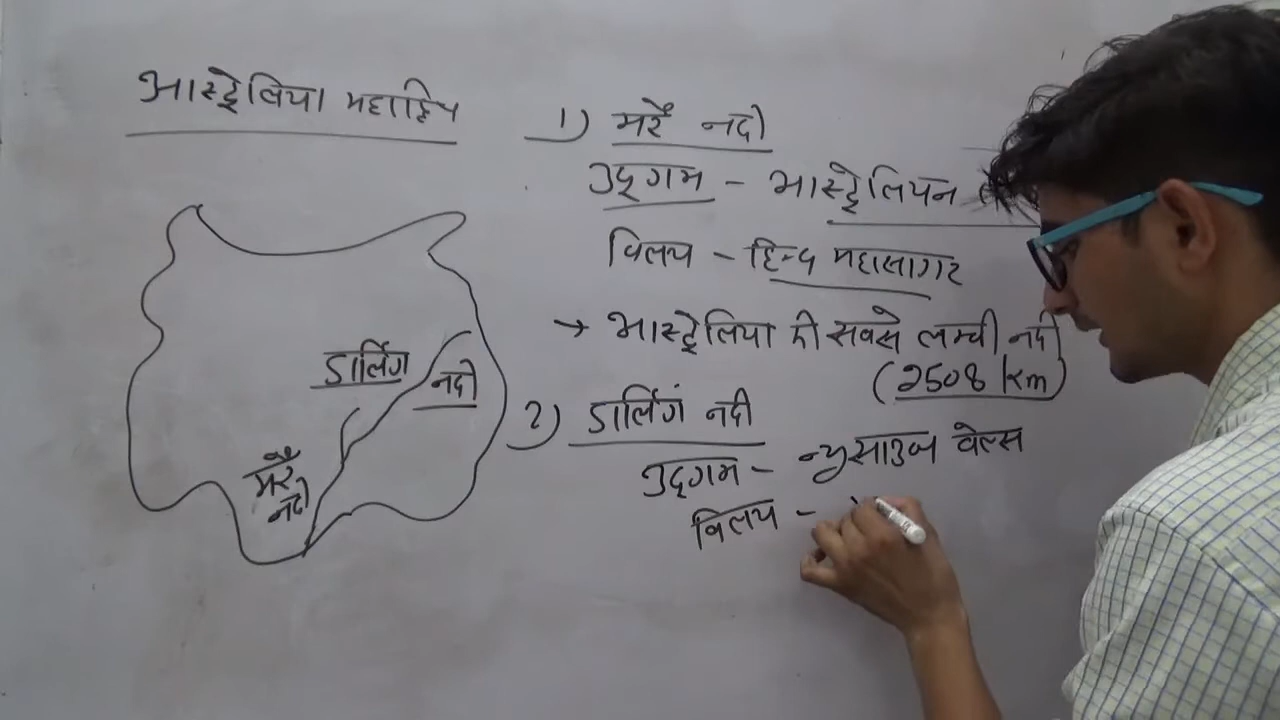 आस्ट्रेलिया महाद्विप
1) मर्रे नदी
उद्गम - आस्ट्रेलियन
विलय - हिन्द महासागर
→ आस्ट्रेलिया की सबसे लम्बी नदी
(2508 km)
2) डार्लिंग नदी
उद्गम - न्यूसाउथ वेल्स
विलय -
डार्लिंग
नदी
मर्रे
नदी